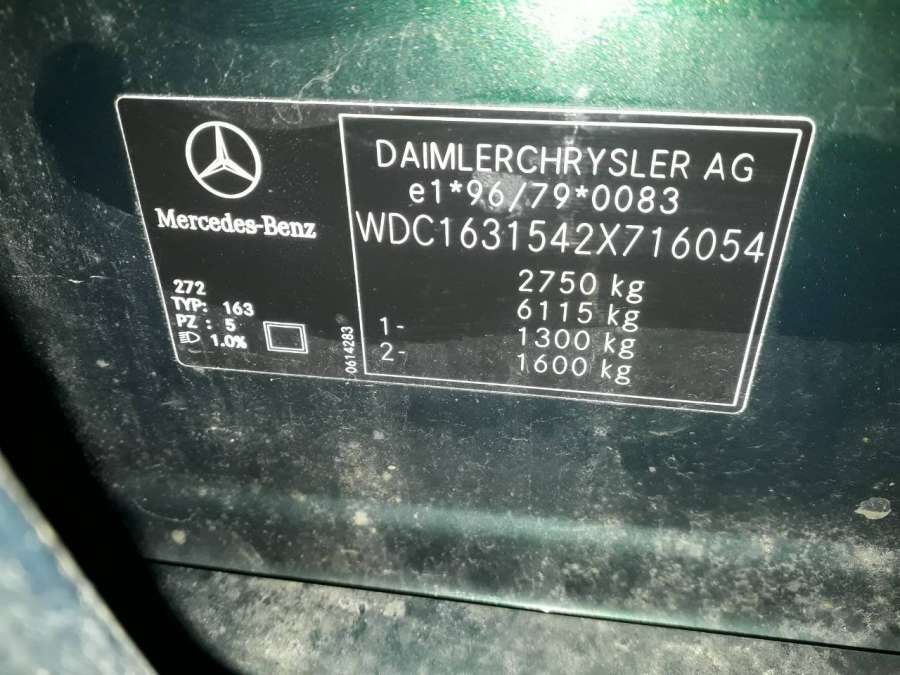 Mercedes-Benz
272
TYP: 163
PZ : 5
1.0%
0614283
DAIMLERCHRYSLER AG
e1*96/79*0083
WDC1631542X716054
2750 kg
6115 kg
1- 1300 kg
2- 1600 kg